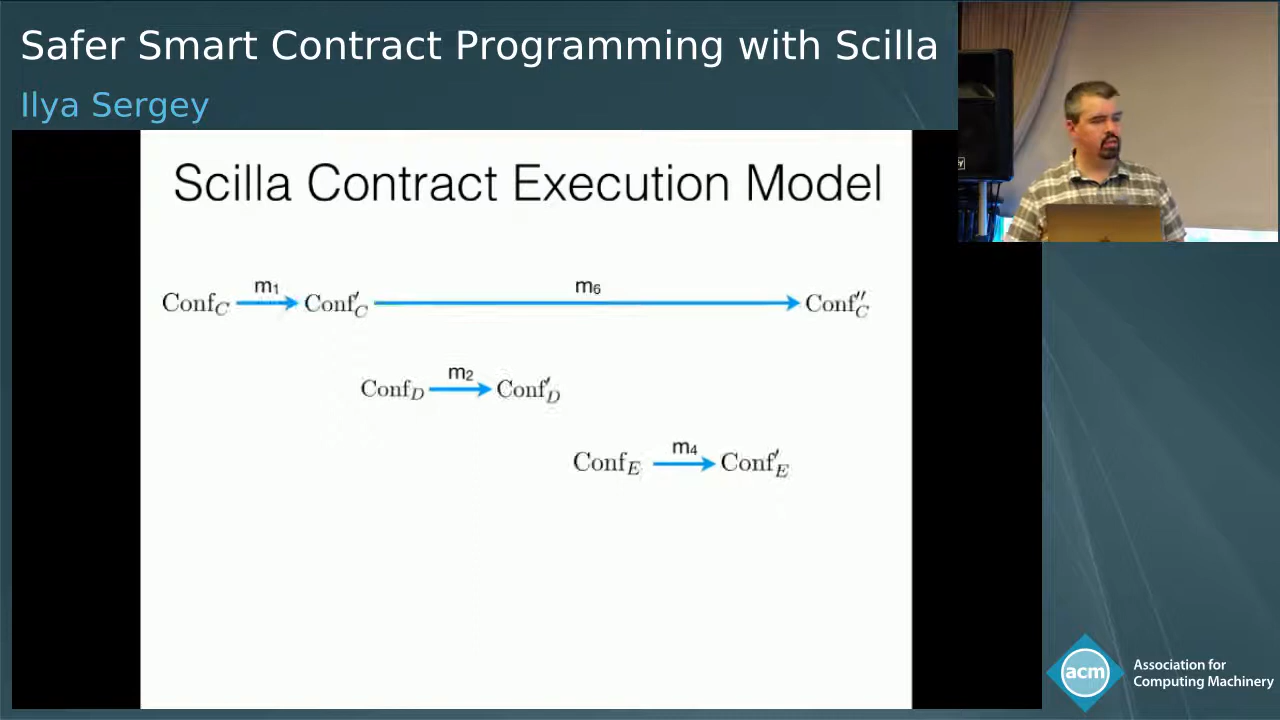 Safer Smart Contract Programming with Scilla
Ilya Sergey
Scilla Contract Execution Model
m₁
m₆
Conf_C
Conf′_C
Conf″_C
m₂
Conf_D
Conf′_D
m₄
Conf_E
Conf′_E
acm
Association for
Computing Machinery